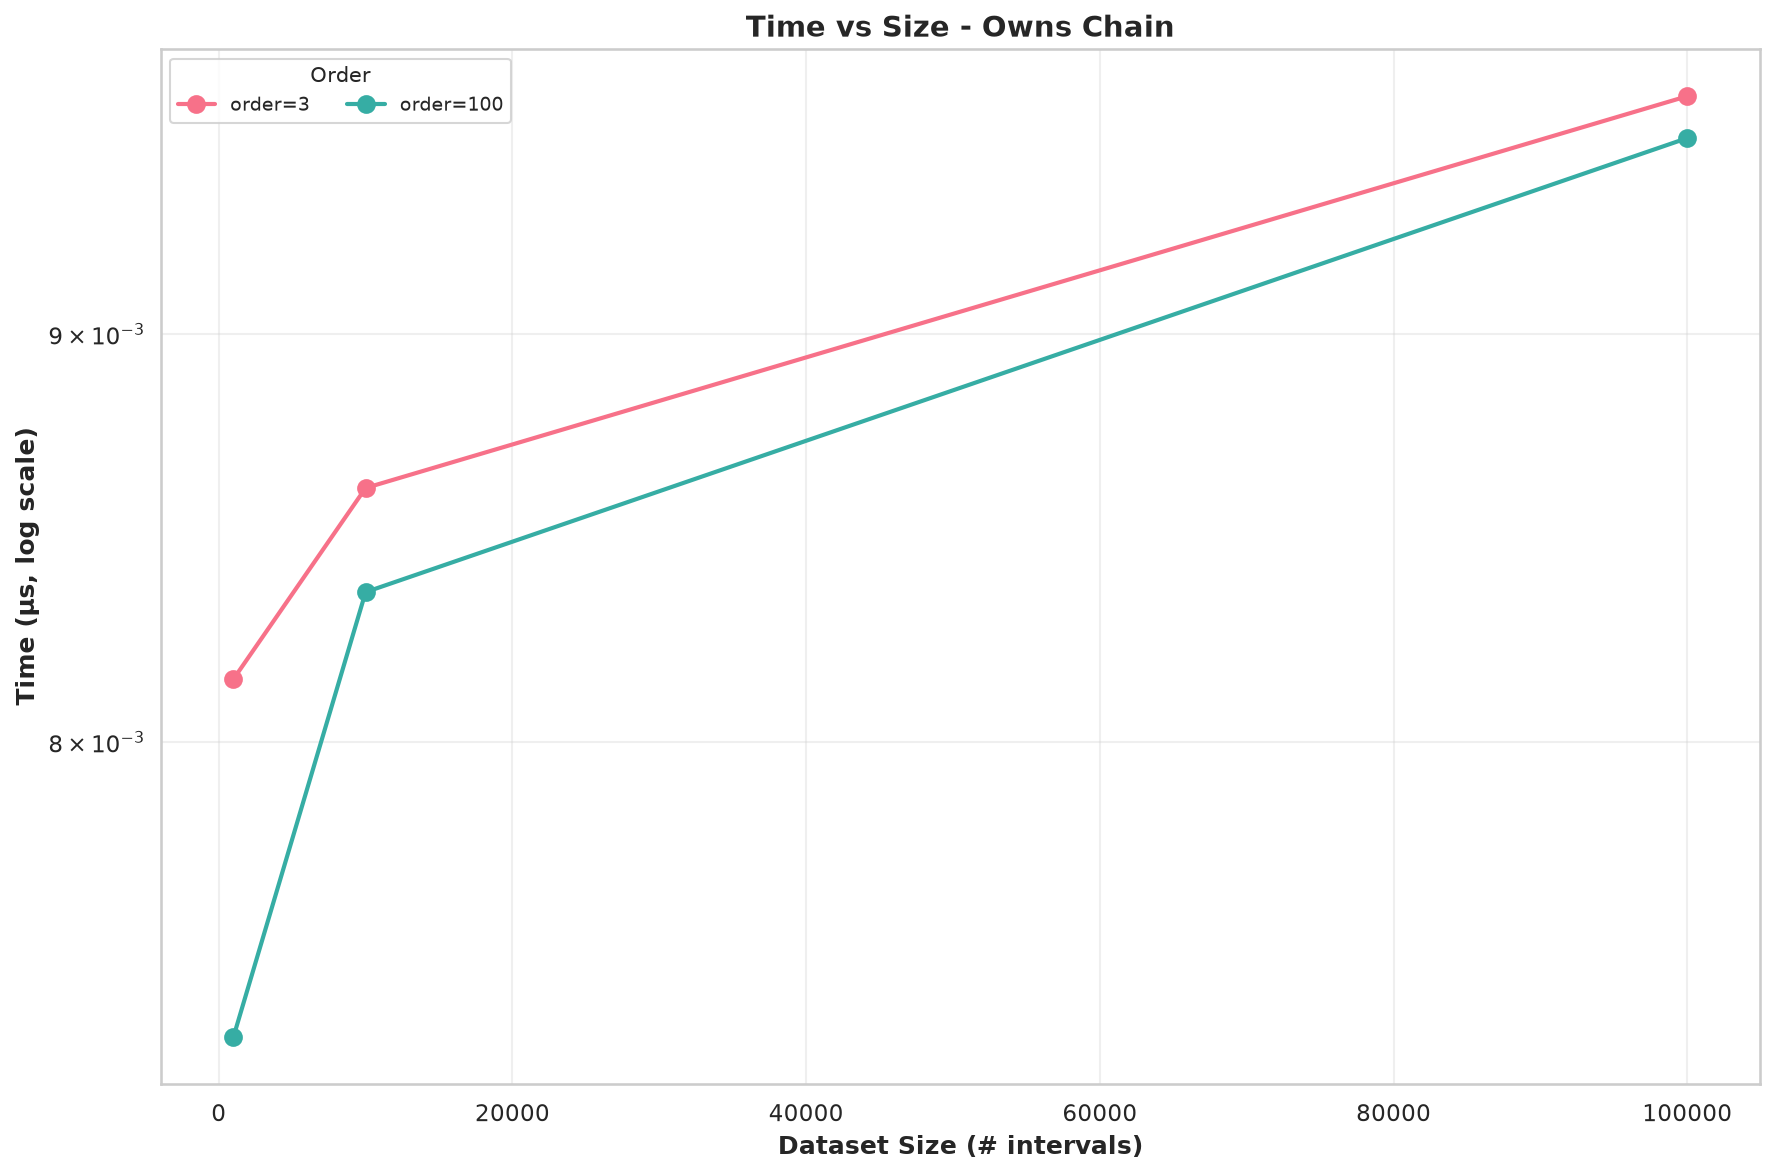 Time vs Size - Owns Chain
Order
order=3 order=100
Time (µs, log scale)
9 × 10⁻³
8 × 10⁻³
0 20000 40000 60000 80000 100000
Dataset Size (# intervals)